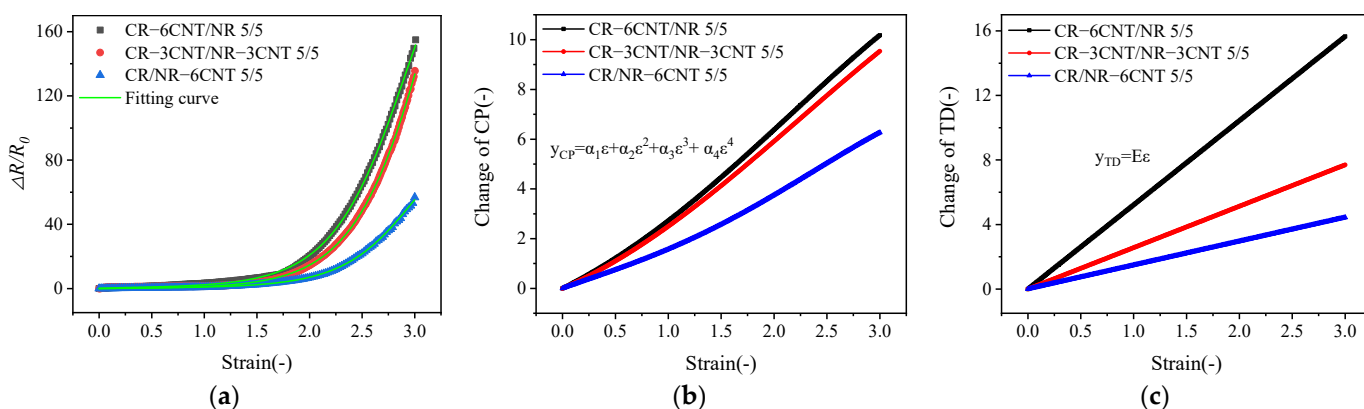 160
120
80
40
0
ΔR/R₀
CR−6CNT/NR 5/5
CR−3CNT/NR−3CNT 5/5
CR/NR−6CNT 5/5
Fitting curve
0.0 0.5 1.0 1.5 2.0 2.5 3.0
Strain(-)
(a)
10
8
6
4
2
0
Change of CP(-)
CR−6CNT/NR 5/5
CR−3CNT/NR−3CNT 5/5
CR/NR−6CNT 5/5
y_CP=α₁ε+α₂ε²+α₃ε³+ α₄ε⁴
0.0 0.5 1.0 1.5 2.0 2.5 3.0
Strain(-)
(b)
16
12
8
4
0
Change of TD(-)
CR−6CNT/NR 5/5
CR−3CNT/NR−3CNT 5/5
CR/NR−6CNT 5/5
y_TD=Eε
0.0 0.5 1.0 1.5 2.0 2.5 3.0
Strain(-)
(c)